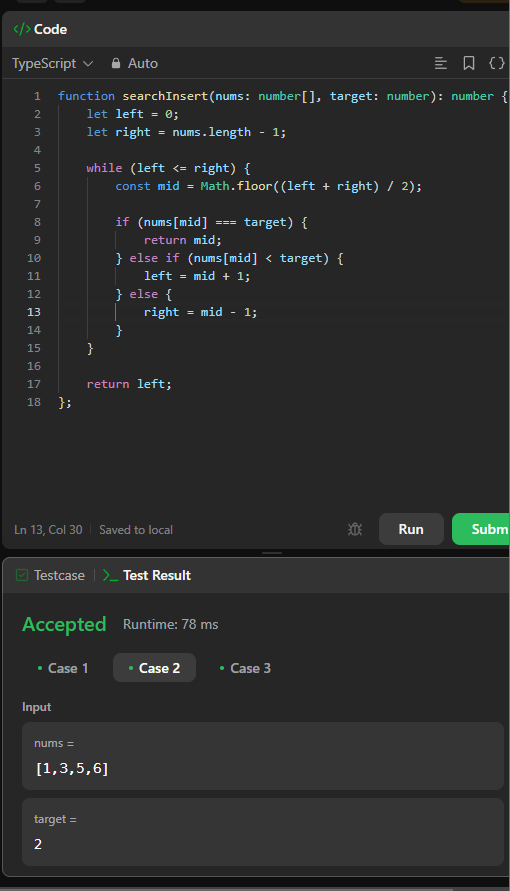 </> Code
TypeScript Auto
1 function searchInsert(nums: number[], target: number): number {
2 let left = 0;
3 let right = nums.length - 1;
4
5 while (left <= right) {
6 const mid = Math.floor((left + right) / 2);
7
8 if (nums[mid] === target) {
9 return mid;
10 } else if (nums[mid] < target) {
11 left = mid + 1;
12 } else {
13 right = mid - 1;
14 }
15 }
16
17 return left;
18 };
Ln 13, Col 30 | Saved to local
Run
Subm
Testcase | >_ Test Result
Accepted Runtime: 78 ms
• Case 1 • Case 2 • Case 3
Input
nums =
[1,3,5,6]
target =
2